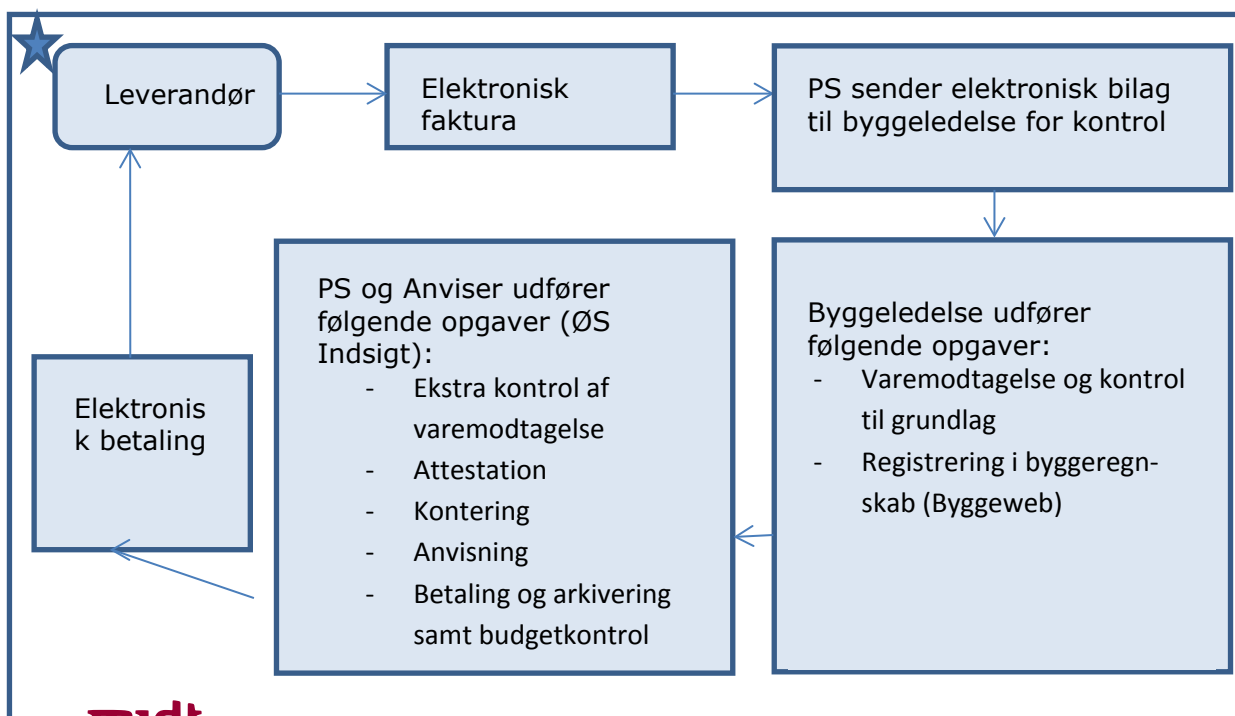 Leverandør
Elektronisk
faktura
PS sender elektronisk bilag
til byggeledelse for kontrol
Byggeledelse udfører
følgende opgaver:
- Varemodtagelse og kontrol
til grundlag
- Registrering i byggeregn-
skab (Byggeweb)
PS og Anviser udfører
følgende opgaver (ØS
Indsigt):
- Ekstra kontrol af
varemodtagelse
- Attestation
- Kontering
- Anvisning
- Betaling og arkivering
samt budgetkontrol
Elektronis
k betaling